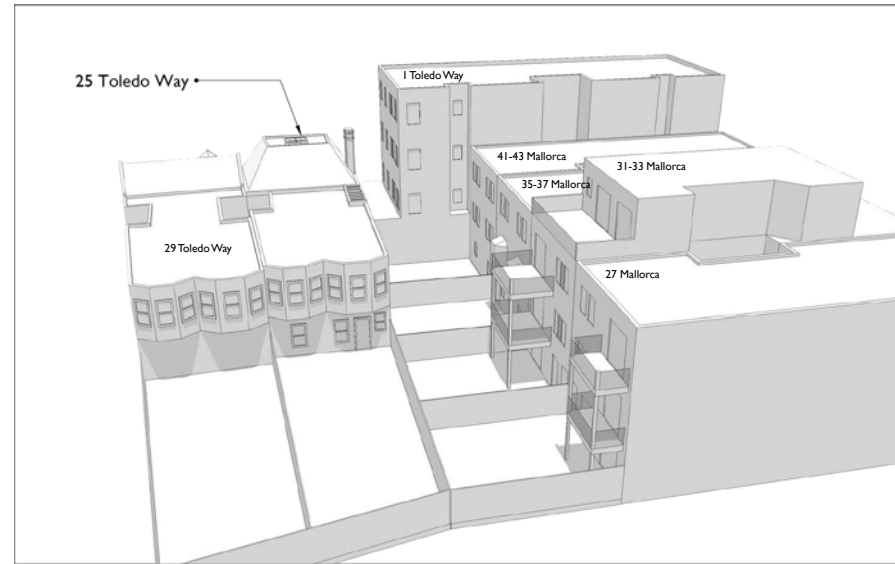 1 Toledo Way
25 Toledo Way
41-43 Mallorca
31-33 Mallorca
35-37 Mallorca
29 Toledo Way
27 Mallorca